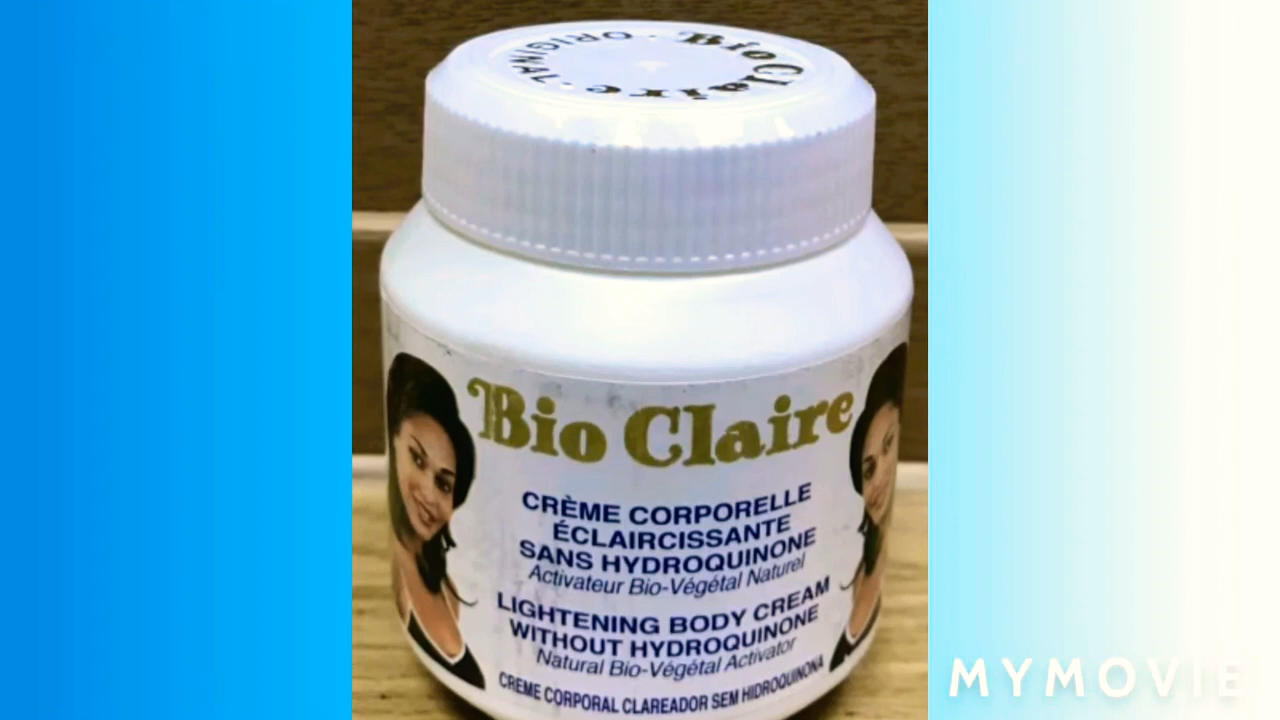 Bio Claire · ORIGINAL ·
Bio Claire
CRÈME CORPORELLE
ÉCLAIRCISSANTE
SANS HYDROQUINONE
Activateur Bio-Végétal Naturel
LIGHTENING BODY CREAM
WITHOUT HYDROQUINONE
Natural Bio-Végétal Activator
CREME CORPORAL CLAREADOR SEM HIDROQUINONA
MYMOVIE